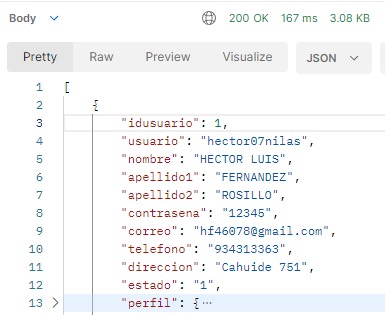 Body 200 OK 167 ms 3.08 KB
Pretty Raw Preview Visualize JSON
1 [
2 {
3 "idusuario": 1,
4 "usuario": "hector07nilas",
5 "nombre": "HECTOR LUIS",
6 "apellido1": "FERNANDEZ",
7 "apellido2": "ROSILLO",
8 "contrasena": "12345",
9 "correo": "hf46078@gmail.com",
10 "telefono": "934313363",
11 "direccion": "Cahuide 751",
12 "estado": "1",
13 "perfil": {⋯